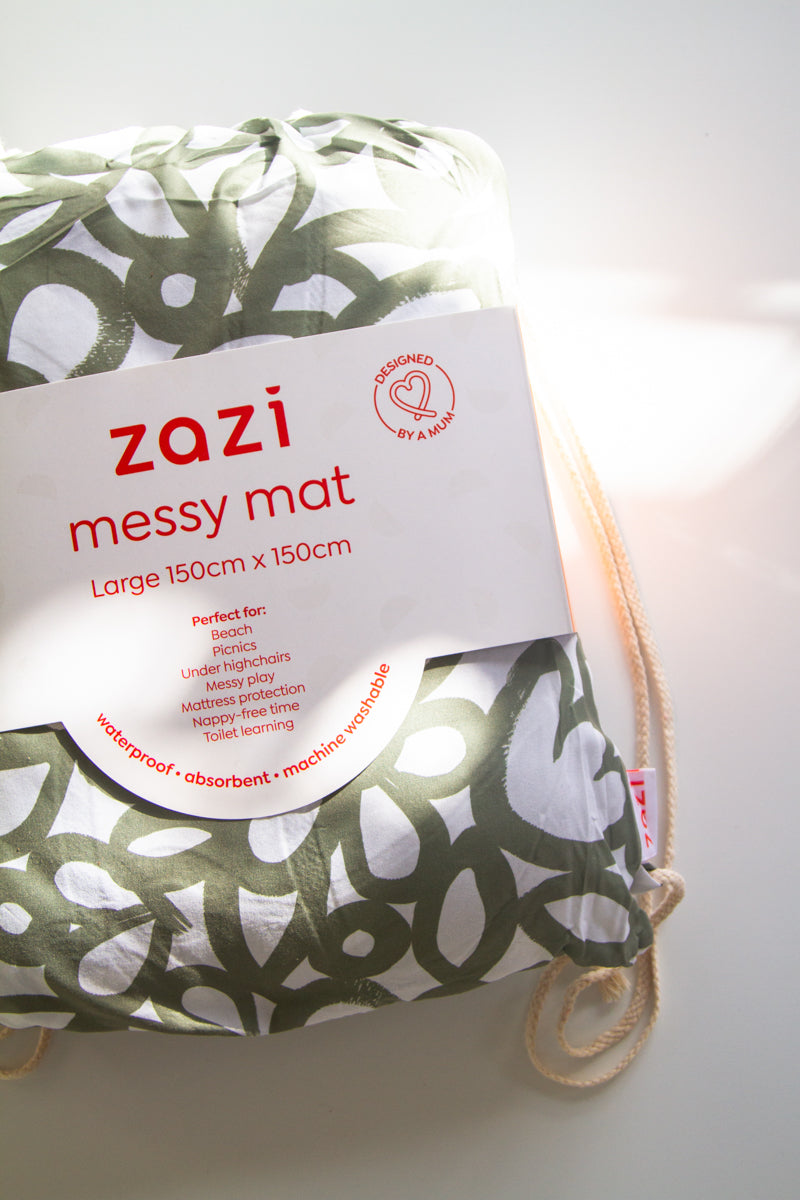 DESIGNED
BY A MUM
zazi
messy mat
Large 150cm x 150cm
Perfect for:
Beach
Picnics
Under highchairs
Messy play
Mattress protection
Nappy-free time
Toilet learning
waterproof • absorbent • machine washable
zazi